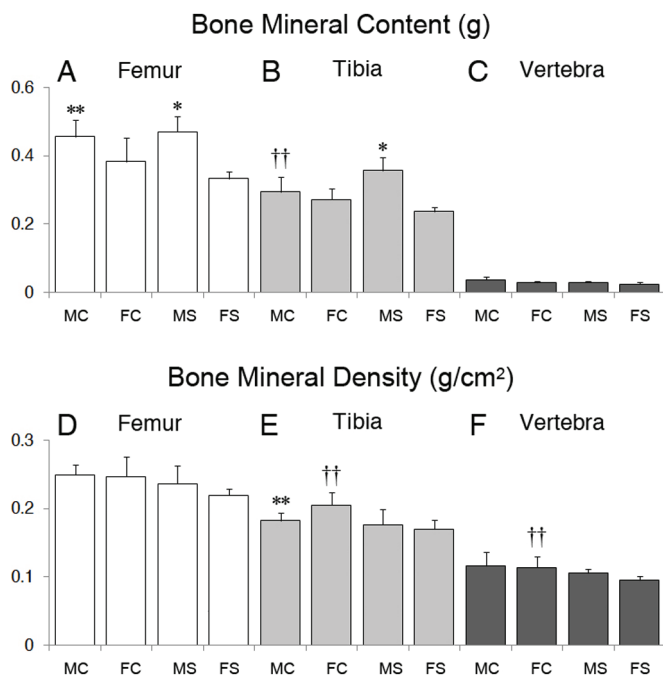 Bone Mineral Content (g)
A Femur B Tibia C Vertebra
0.6
** * †† *
0.4
0.2
0
MC FC MS FS MC FC MS FS MC FC MS FS
Bone Mineral Density (g/cm²)
D Femur E Tibia F Vertebra
0.3
** †† ††
0.2
0.1
0
MC FC MS FS MC FC MS FS MC FC MS FS